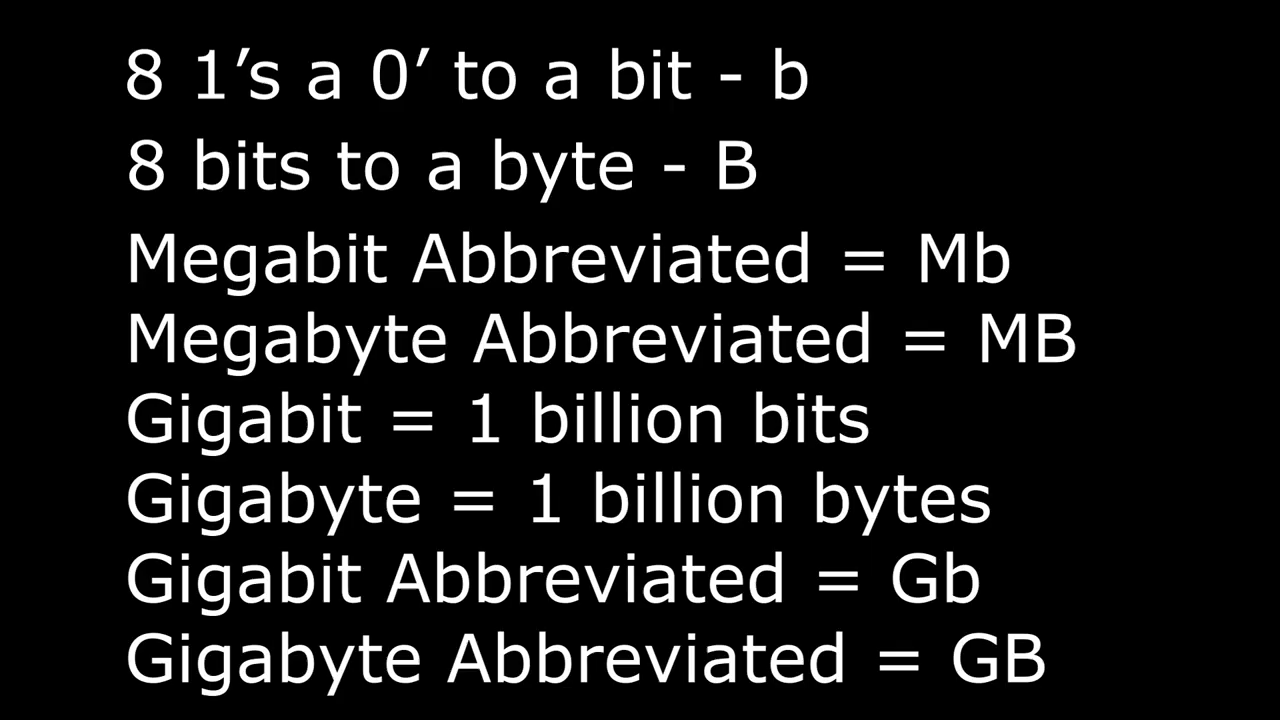 8 1’s a 0’ to a bit - b
8 bits to a byte - B
Megabit Abbreviated = Mb
Megabyte Abbreviated = MB
Gigabit = 1 billion bits
Gigabyte = 1 billion bytes
Gigabit Abbreviated = Gb
Gigabyte Abbreviated = GB